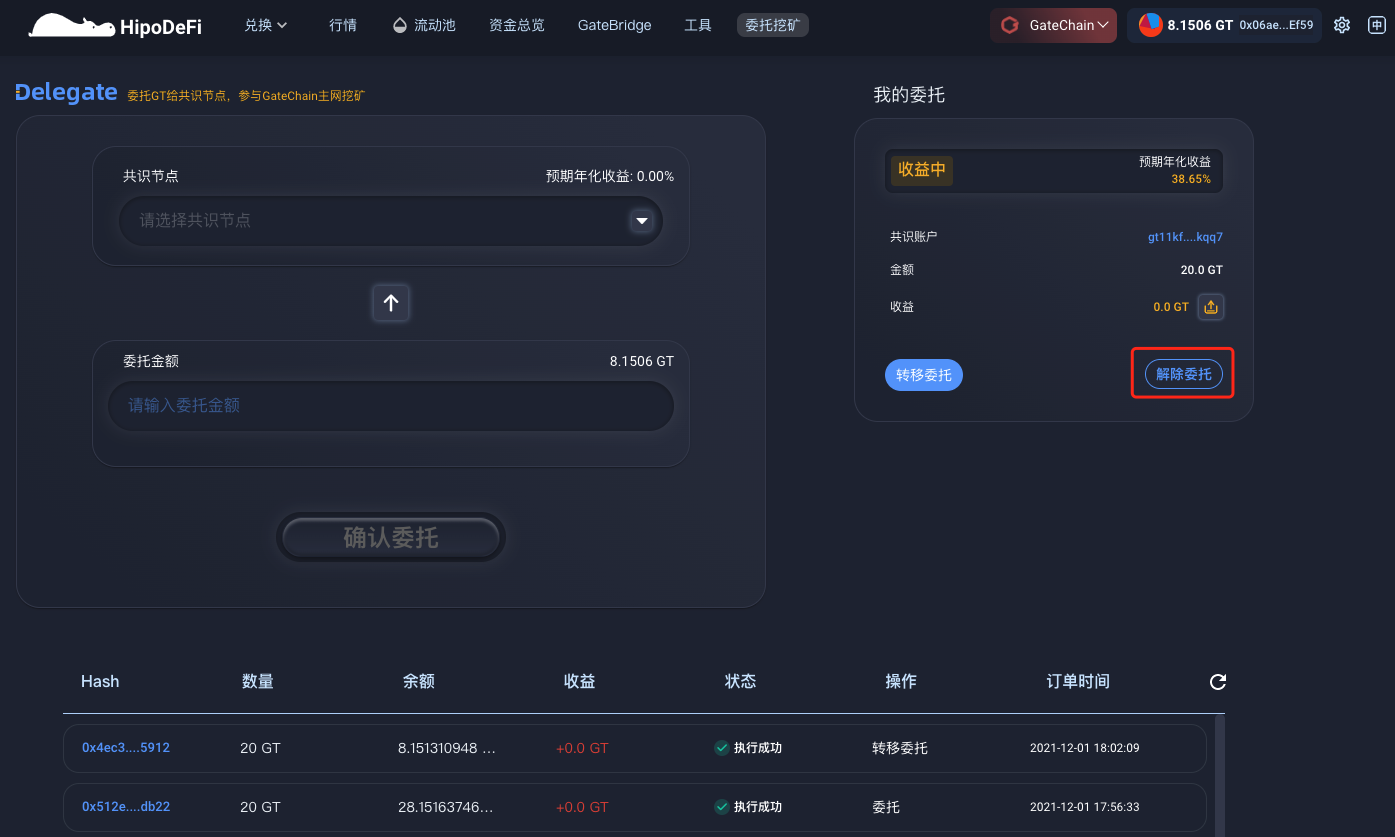 HipoDeFi 兑换 行情 流动池 资金总览 GateBridge 工具 委托挖矿 GateChain 8.1506 GT 0x06ae...Ef59 中
Delegate 委托GT给共识节点，参与GateChain主网挖矿
我的委托
共识节点 预期年化收益: 0.00%
请选择共识节点
委托金额 8.1506 GT
请输入委托金额
确认委托
收益中 预期年化收益
38.65%
共识账户 gt11kf....kqq7
金额 20.0 GT
收益 0.0 GT
转移委托 解除委托
Hash 数量 余额 收益 状态 操作 订单时间
0x4ec3....5912 20 GT 8.151310948 ... +0.0 GT 执行成功 转移委托 2021-12-01 18:02:09
0x512e....db22 20 GT 28.15163746... +0.0 GT 执行成功 委托 2021-12-01 17:56:33